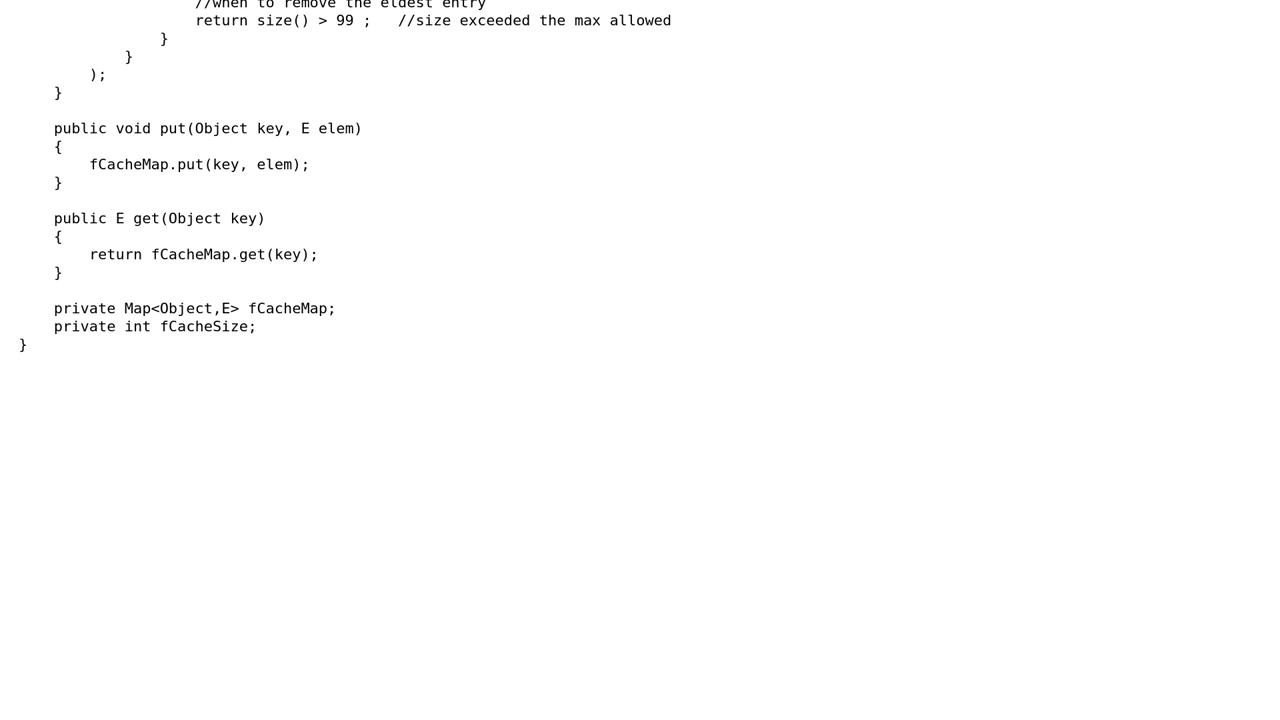 //when to remove the eldest entry
return size() > 99 ;   //size exceeded the max allowed
}
}
);
}
public void put(Object key, E elem)
{
fCacheMap.put(key, elem);
}
public E get(Object key)
{
return fCacheMap.get(key);
}
private Map<Object,E> fCacheMap;
private int fCacheSize;
}